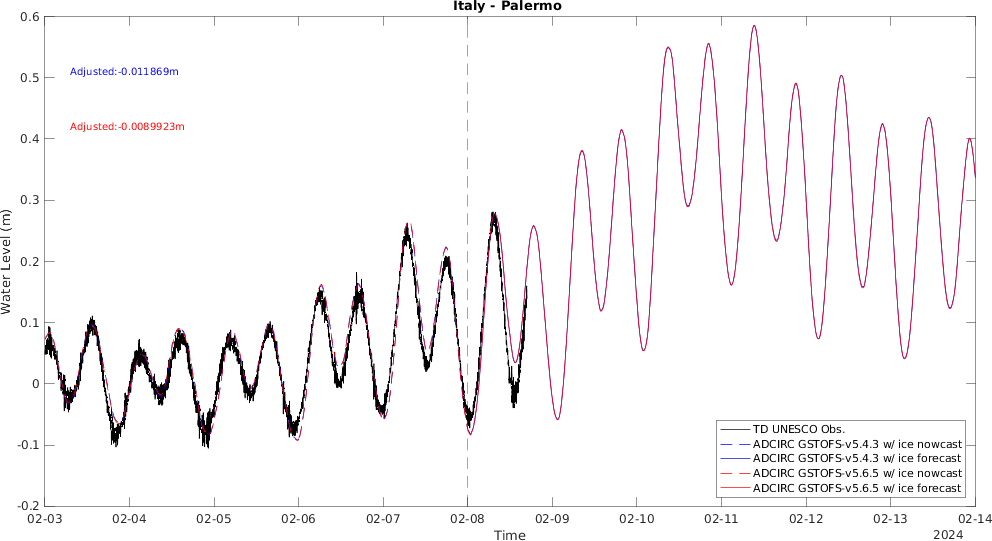 Italy - Palermo
0.6
0.5
0.4
0.3
0.2
0.1
0
-0.1
-0.2
Water Level (m)
Adjusted:-0.011869m
Adjusted:-0.0089923m
TD UNESCO Obs.
ADCIRC GSTOFS-v5.4.3 w/ ice nowcast
ADCIRC GSTOFS-v5.4.3 w/ ice forecast
ADCIRC GSTOFS-v5.6.5 w/ ice nowcast
ADCIRC GSTOFS-v5.6.5 w/ ice forecast
02-03 02-04 02-05 02-06 02-07 02-08 02-09 02-10 02-11 02-12 02-13 02-14
Time
2024